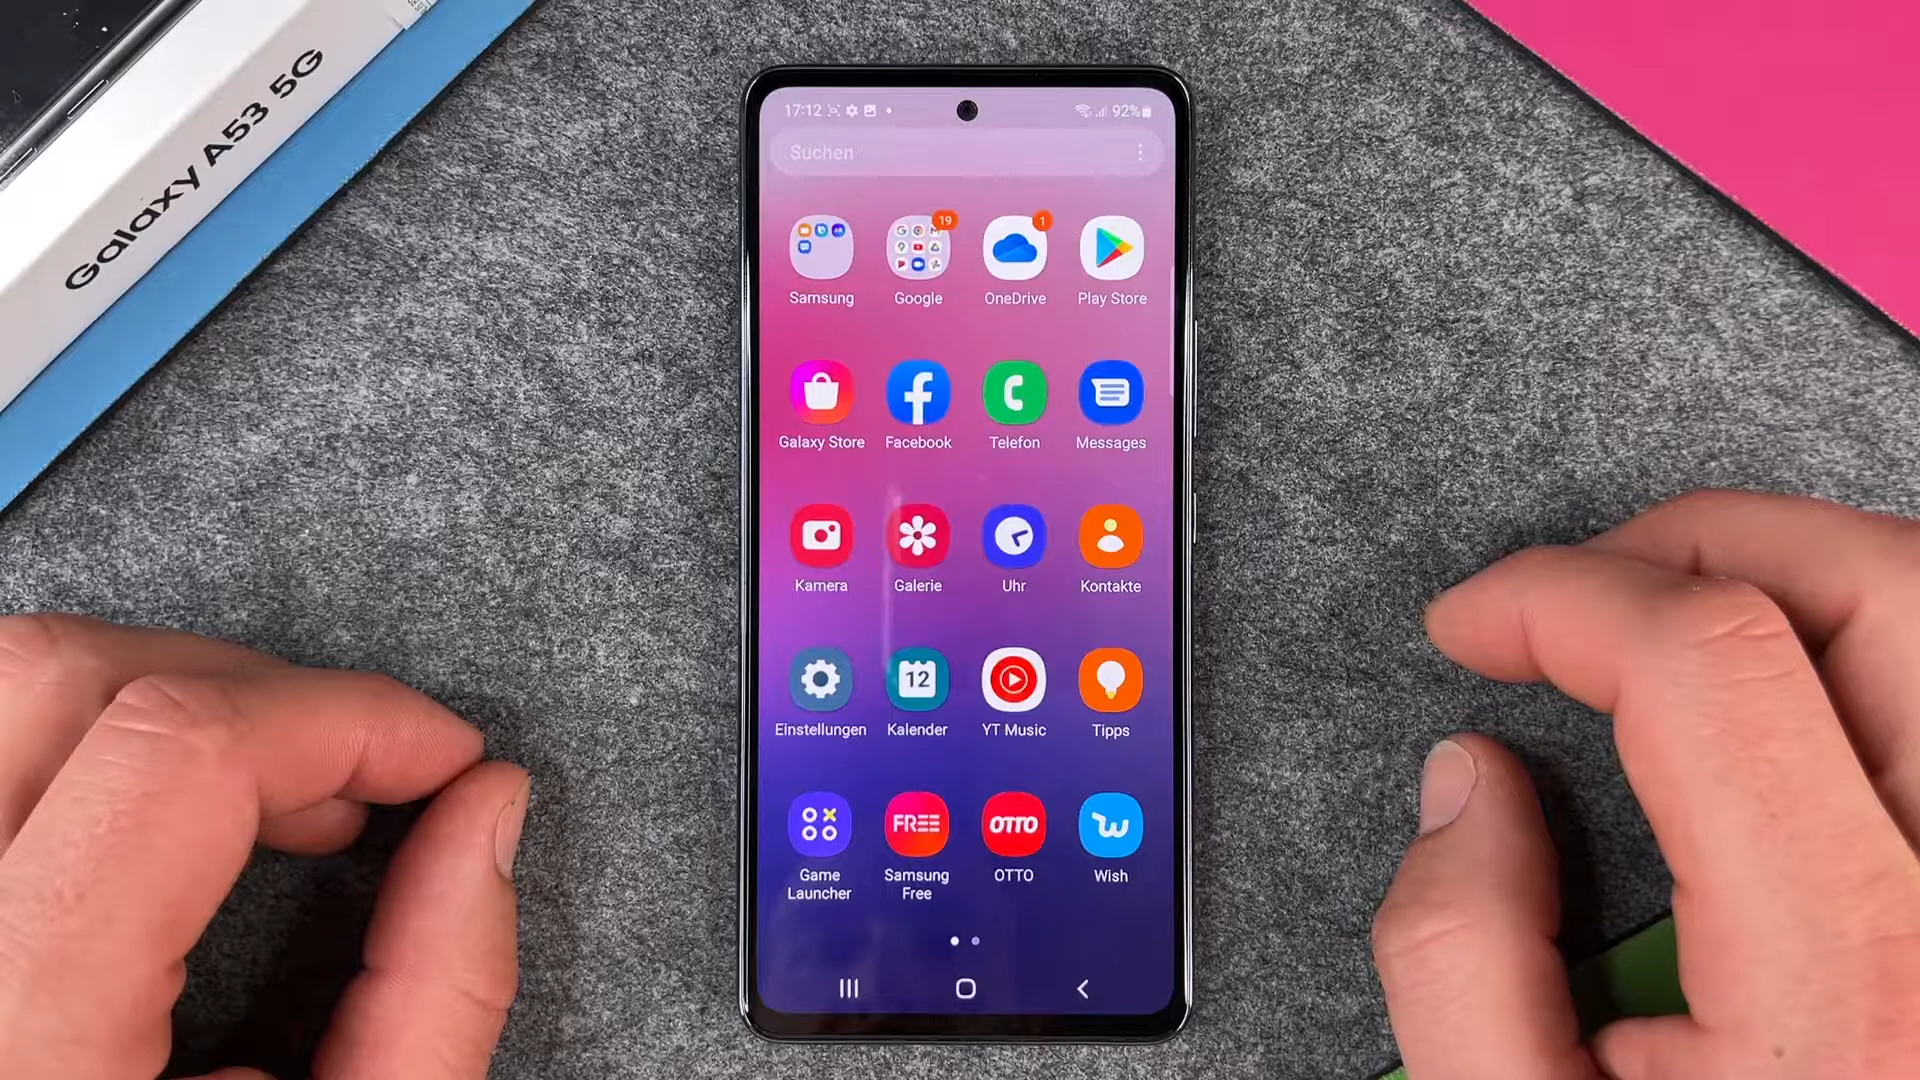 Galaxy A53 5G
17:12
92%
Suchen
19
1
Samsung
Google
OneDrive
Play Store
Galaxy Store
Facebook
Telefon
Messages
Kamera
Galerie
Uhr
Kontakte
12
Einstellungen
Kalender
YT Music
Tipps
FREE
OTTO
Game
Launcher
Samsung
Free
OTTO
Wish